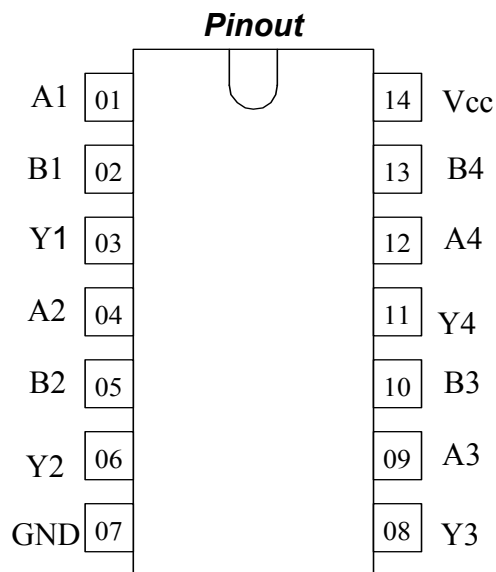 Pinout
A1 01 14 Vcc
B1 02 13 B4
Y1 03 12 A4
A2 04 11 Y4
B2 05 10 B3
Y2 06 09 A3
GND 07 08 Y3